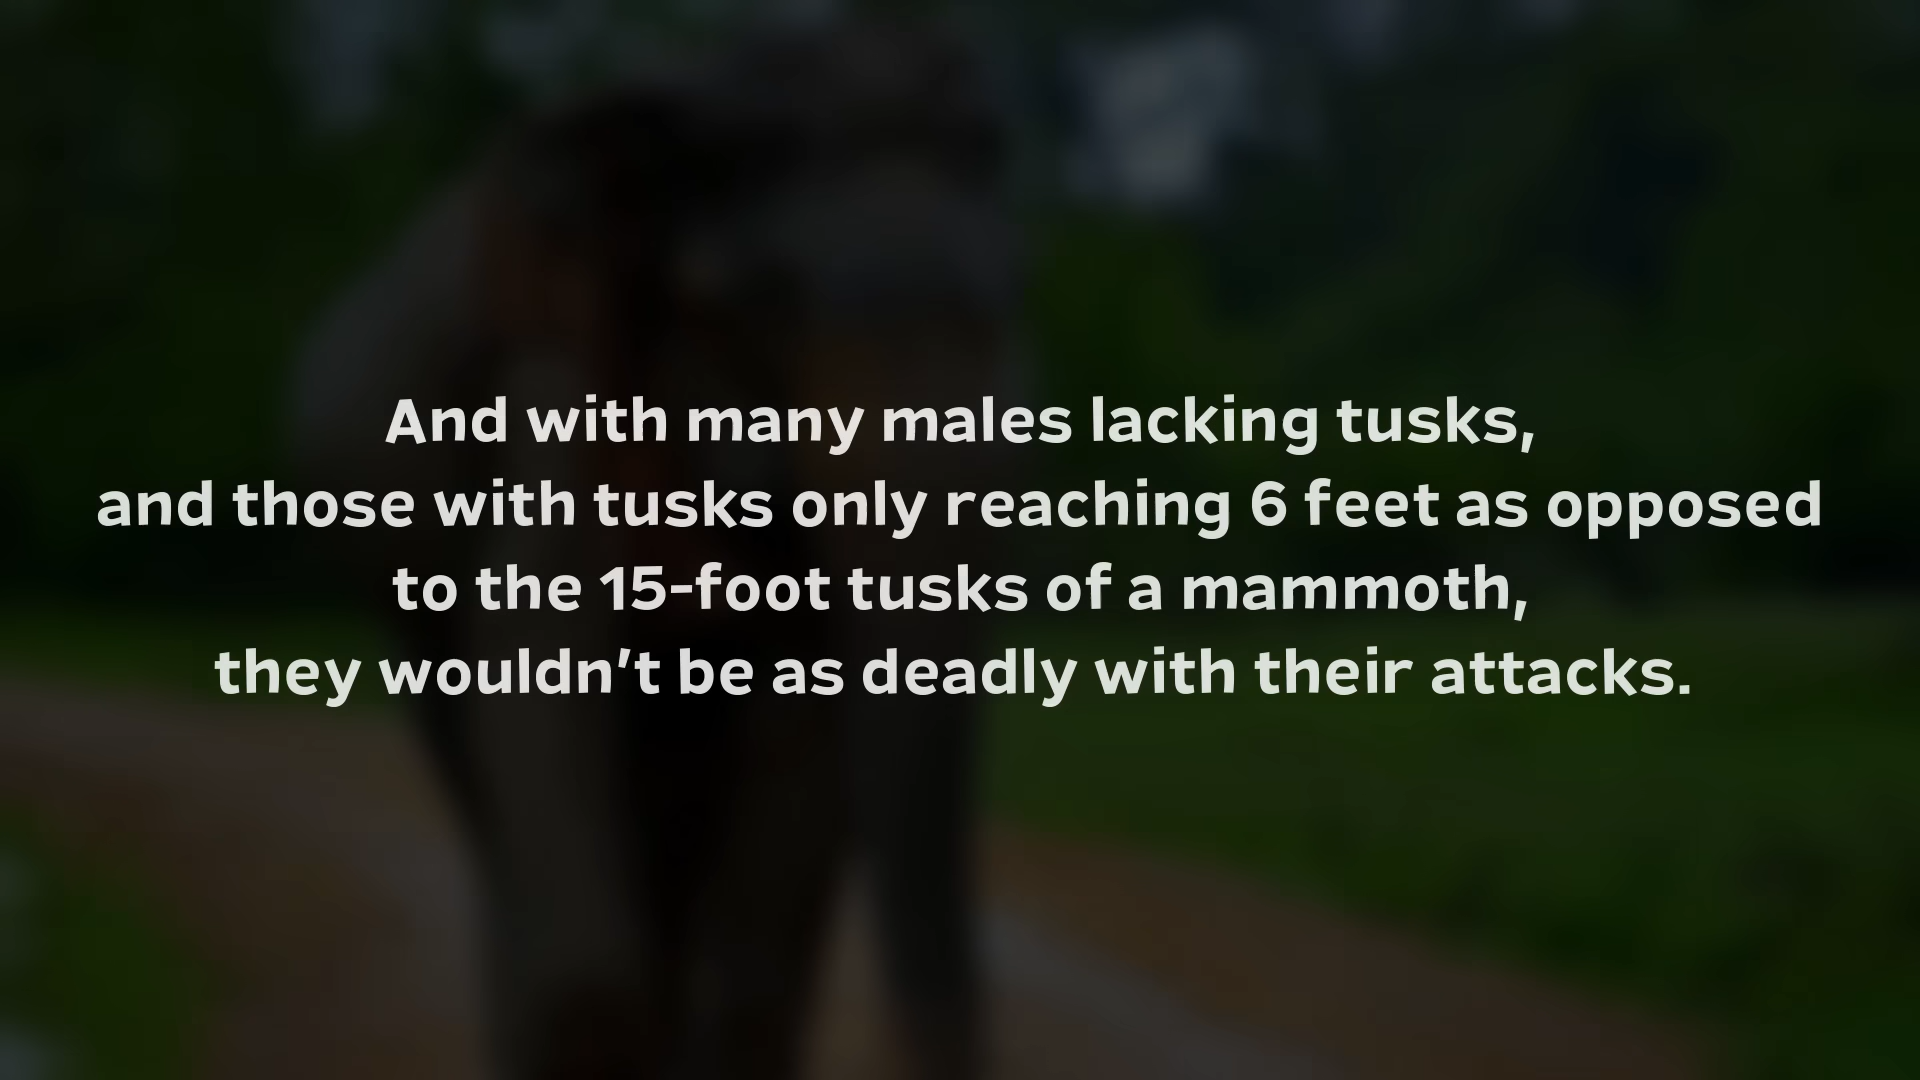 And with many males lacking tusks,
and those with tusks only reaching 6 feet as opposed
to the 15-foot tusks of a mammoth,
they wouldn't be as deadly with their attacks.